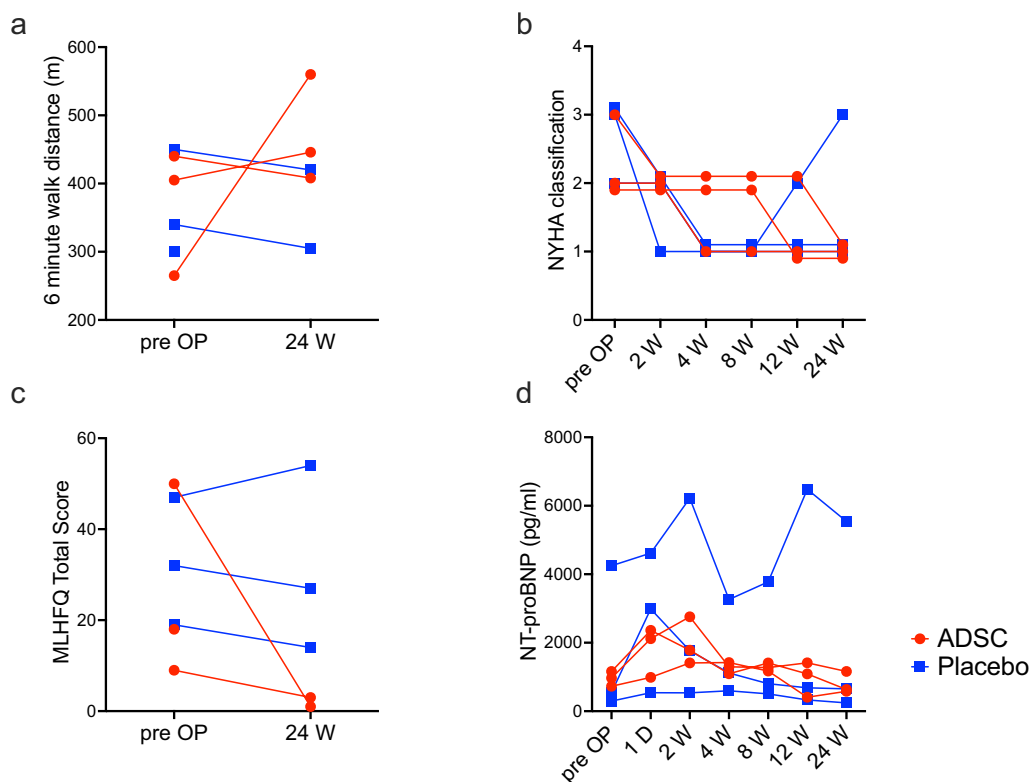 a
6 minute walk distance (m)
600
500
400
300
200
pre OP
24 W
b
NYHA classification
4
3
2
1
0
pre OP
2 W
4 W
8 W
12 W
24 W
c
MLHFQ Total Score
60
40
20
0
pre OP
24 W
d
NT-proBNP (pg/ml)
8000
6000
4000
2000
0
pre OP
1 D
2 W
4 W
8 W
12 W
24 W
ADSC
Placebo